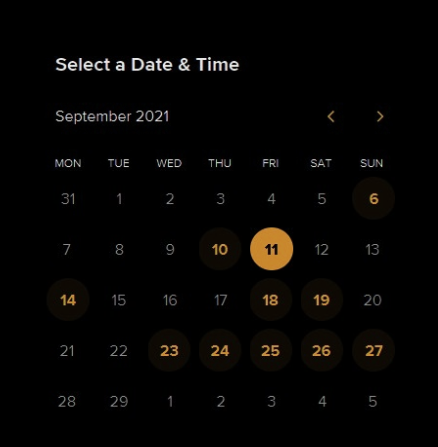 Select a Date & Time
September 2021
MON TUE WED THU FRI SAT SUN
31 1 2 3 4 5 6
7 8 9 10 11 12 13
14 15 16 17 18 19 20
21 22 23 24 25 26 27
28 29 1 2 3 4 5